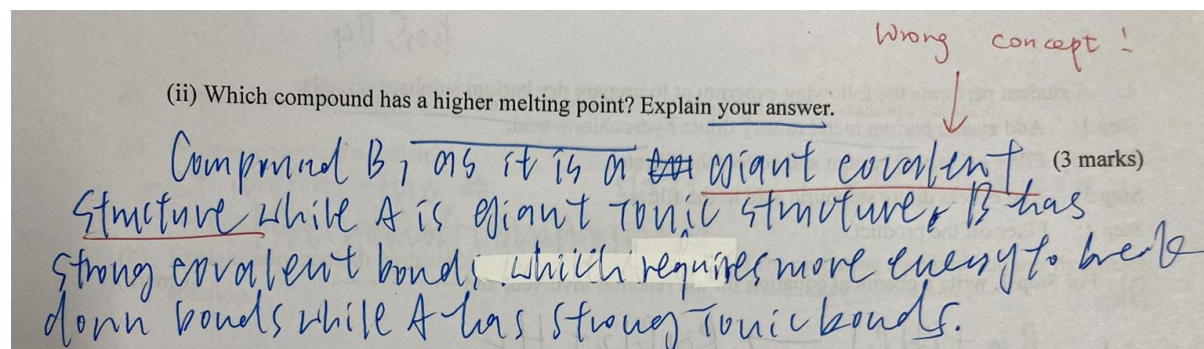 Wrong concept !
(ii) Which compound has a higher melting point? Explain your answer.
Compound B, as it is a giant covalent (3 marks)
structure while A is giant Ionic structure. B has
strong covalent bonds which requires more energy to break
down bonds while A has strong Ionic bonds.